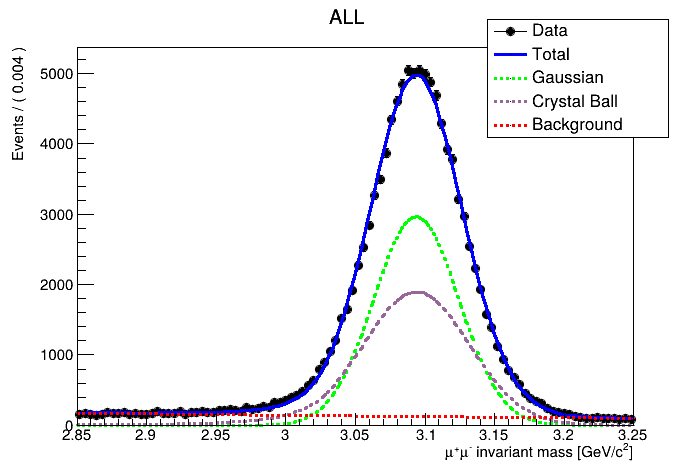 ALL
Data
Total
Gaussian
Crystal Ball
Background
Events / ( 0.004 )
5000
4000
3000
2000
1000
0
2.85 2.9 2.95 3 3.05 3.1 3.15 3.2 3.25
μ⁺μ⁻ invariant mass [GeV/c²]